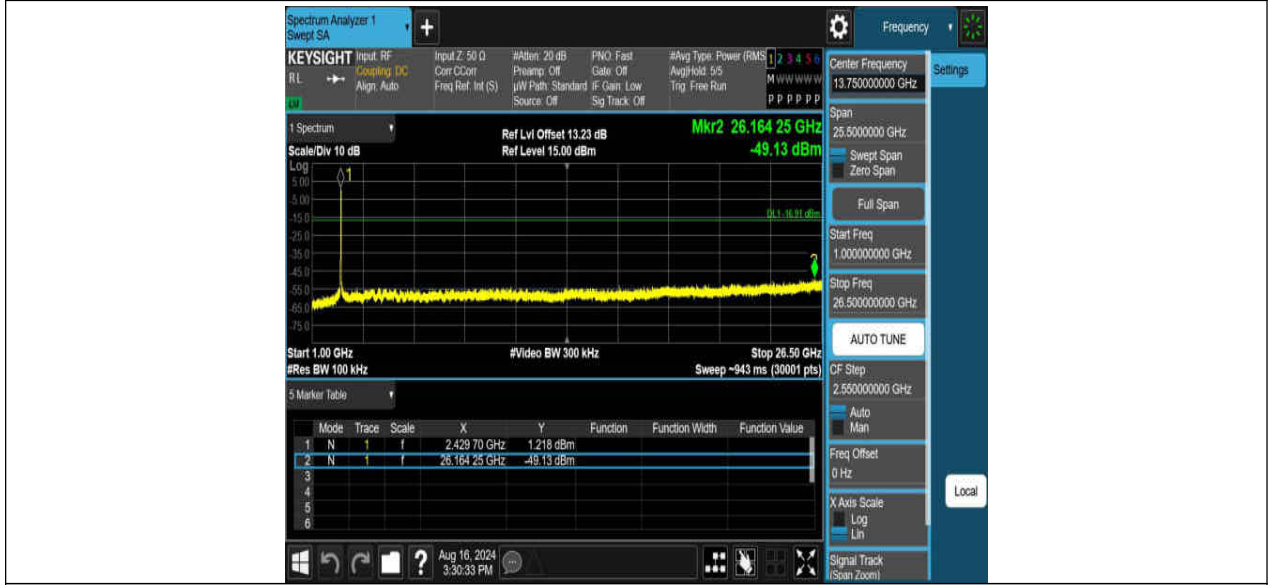 Spectrum Analyzer 1
Swept SA
+
Frequency
KEYSIGHT
RL
Input: RF
Coupling: DC
Align: Auto
Input Z: 50 Ω
Corr CCorr
Freq Ref: Int (S)
#Atten: 20 dB
Preamp: Off
µW Path: Standard
Source: Off
PNO: Fast
Gate: Off
IF Gain: Low
Sig Track: Off
#Avg Type: Power (RMS
Avg|Hold: 5/5
Trig: Free Run
1 2 3 4 5 6
M W W W W W
P P P P P P
1 Spectrum
Scale/Div 10 dB
Ref Lvl Offset 13.23 dB
Ref Level 15.00 dBm
Mkr2 26.164 25 GHz
-49.13 dBm
Log
5.00
-5.00
-15.0
-25.0
-35.0
-45.0
-55.0
-65.0
-75.0
1
DL1 -16.91 dBm
Start 1.00 GHz
#Res BW 100 kHz
#Video BW 300 kHz
Stop 26.50 GHz
Sweep ~943 ms (30001 pts)
5 Marker Table
Mode Trace Scale X Y Function Function Width Function Value
1 N 1 f 2.429 70 GHz 1.218 dBm
2 N 1 f 26.164 25 GHz -49.13 dBm
3
4
5
6
Aug 16, 2024
3:30:33 PM
Center Frequency
13.750000000 GHz
Span
25.5000000 GHz
Swept Span
Zero Span
Full Span
Start Freq
1.000000000 GHz
Stop Freq
26.500000000 GHz
AUTO TUNE
CF Step
2.550000000 GHz
Auto
Man
Freq Offset
0 Hz
X Axis Scale
Log
Lin
Signal Track
(Span Zoom)
Settings
Local